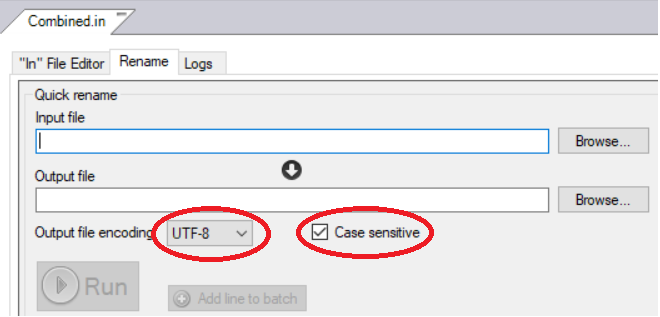 Combined.in
"In" File Editor Rename Logs
Quick rename
Input file
Browse...
Output file
Browse...
Output file encoding UTF-8 Case sensitive
Run
Add line to batch